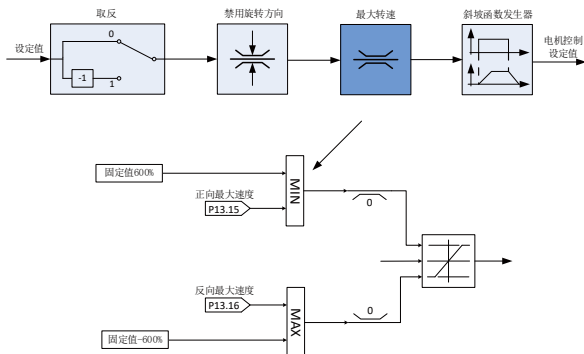 取反
禁用旋转方向
最大转速
斜坡函数发生器
设定值
0
-1
1
电机控制
设定值
固定值600%
正向最大速度
P13.15
MIN
0
反向最大速度
P13.16
MAX
0
固定值-600%